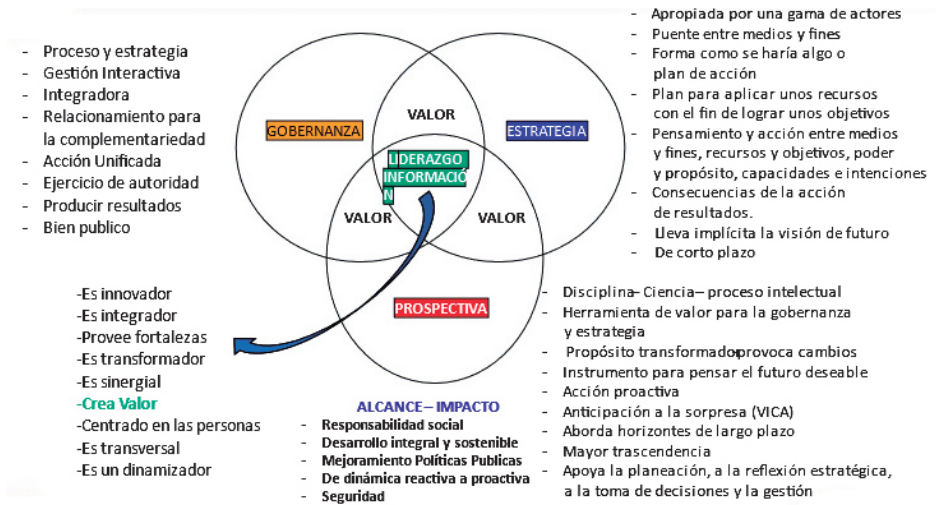 - Proceso y estrategia
- Gestión Interactiva
- Integradora
- Relacionamiento para
la complementariedad
- Acción Unificada
- Ejercicio de autoridad
- Producir resultados
- Bien publico
GOBERNANZA
VALOR
ESTRATEGIA
LIDERAZGO
INFORMACIÓ
N
VALOR
VALOR
PROSPECTIVA
- Apropiada por una gama de actores
- Puente entre medios y fines
- Forma como se haría algo o
plan de acción
- Plan para aplicar unos recursos
con el fin de lograr unos objetivos
- Pensamiento y acción entre medios
y fines, recursos y objetivos, poder
y propósito, capacidades e intenciones
- Consecuencias de la acción
de resultados.
- Lleva implícita la visión de futuro
- De corto plazo
-Es innovador
-Es integrador
-Provee fortalezas
-Es transformador
-Es sinergial
-Crea Valor
-Centrado en las personas
-Es transversal
-Es un dinamizador
ALCANCE – IMPACTO
- Responsabilidad social
- Desarrollo integral y sostenible
- Mejoramiento Políticas Publicas
- De dinámica reactiva a proactiva
- Seguridad
- Disciplina – Ciencia – proceso intelectual
- Herramienta de valor para la gobernanza
y estrategia
- Propósito transformador-provoca cambios
- Instrumento para pensar el futuro deseable
- Acción proactiva
- Anticipación a la sorpresa (VICA)
- Aborda horizontes de largo plazo
- Mayor trascendencia
- Apoya la planeación, a la reflexión estratégica,
a la toma de decisiones y la gestión